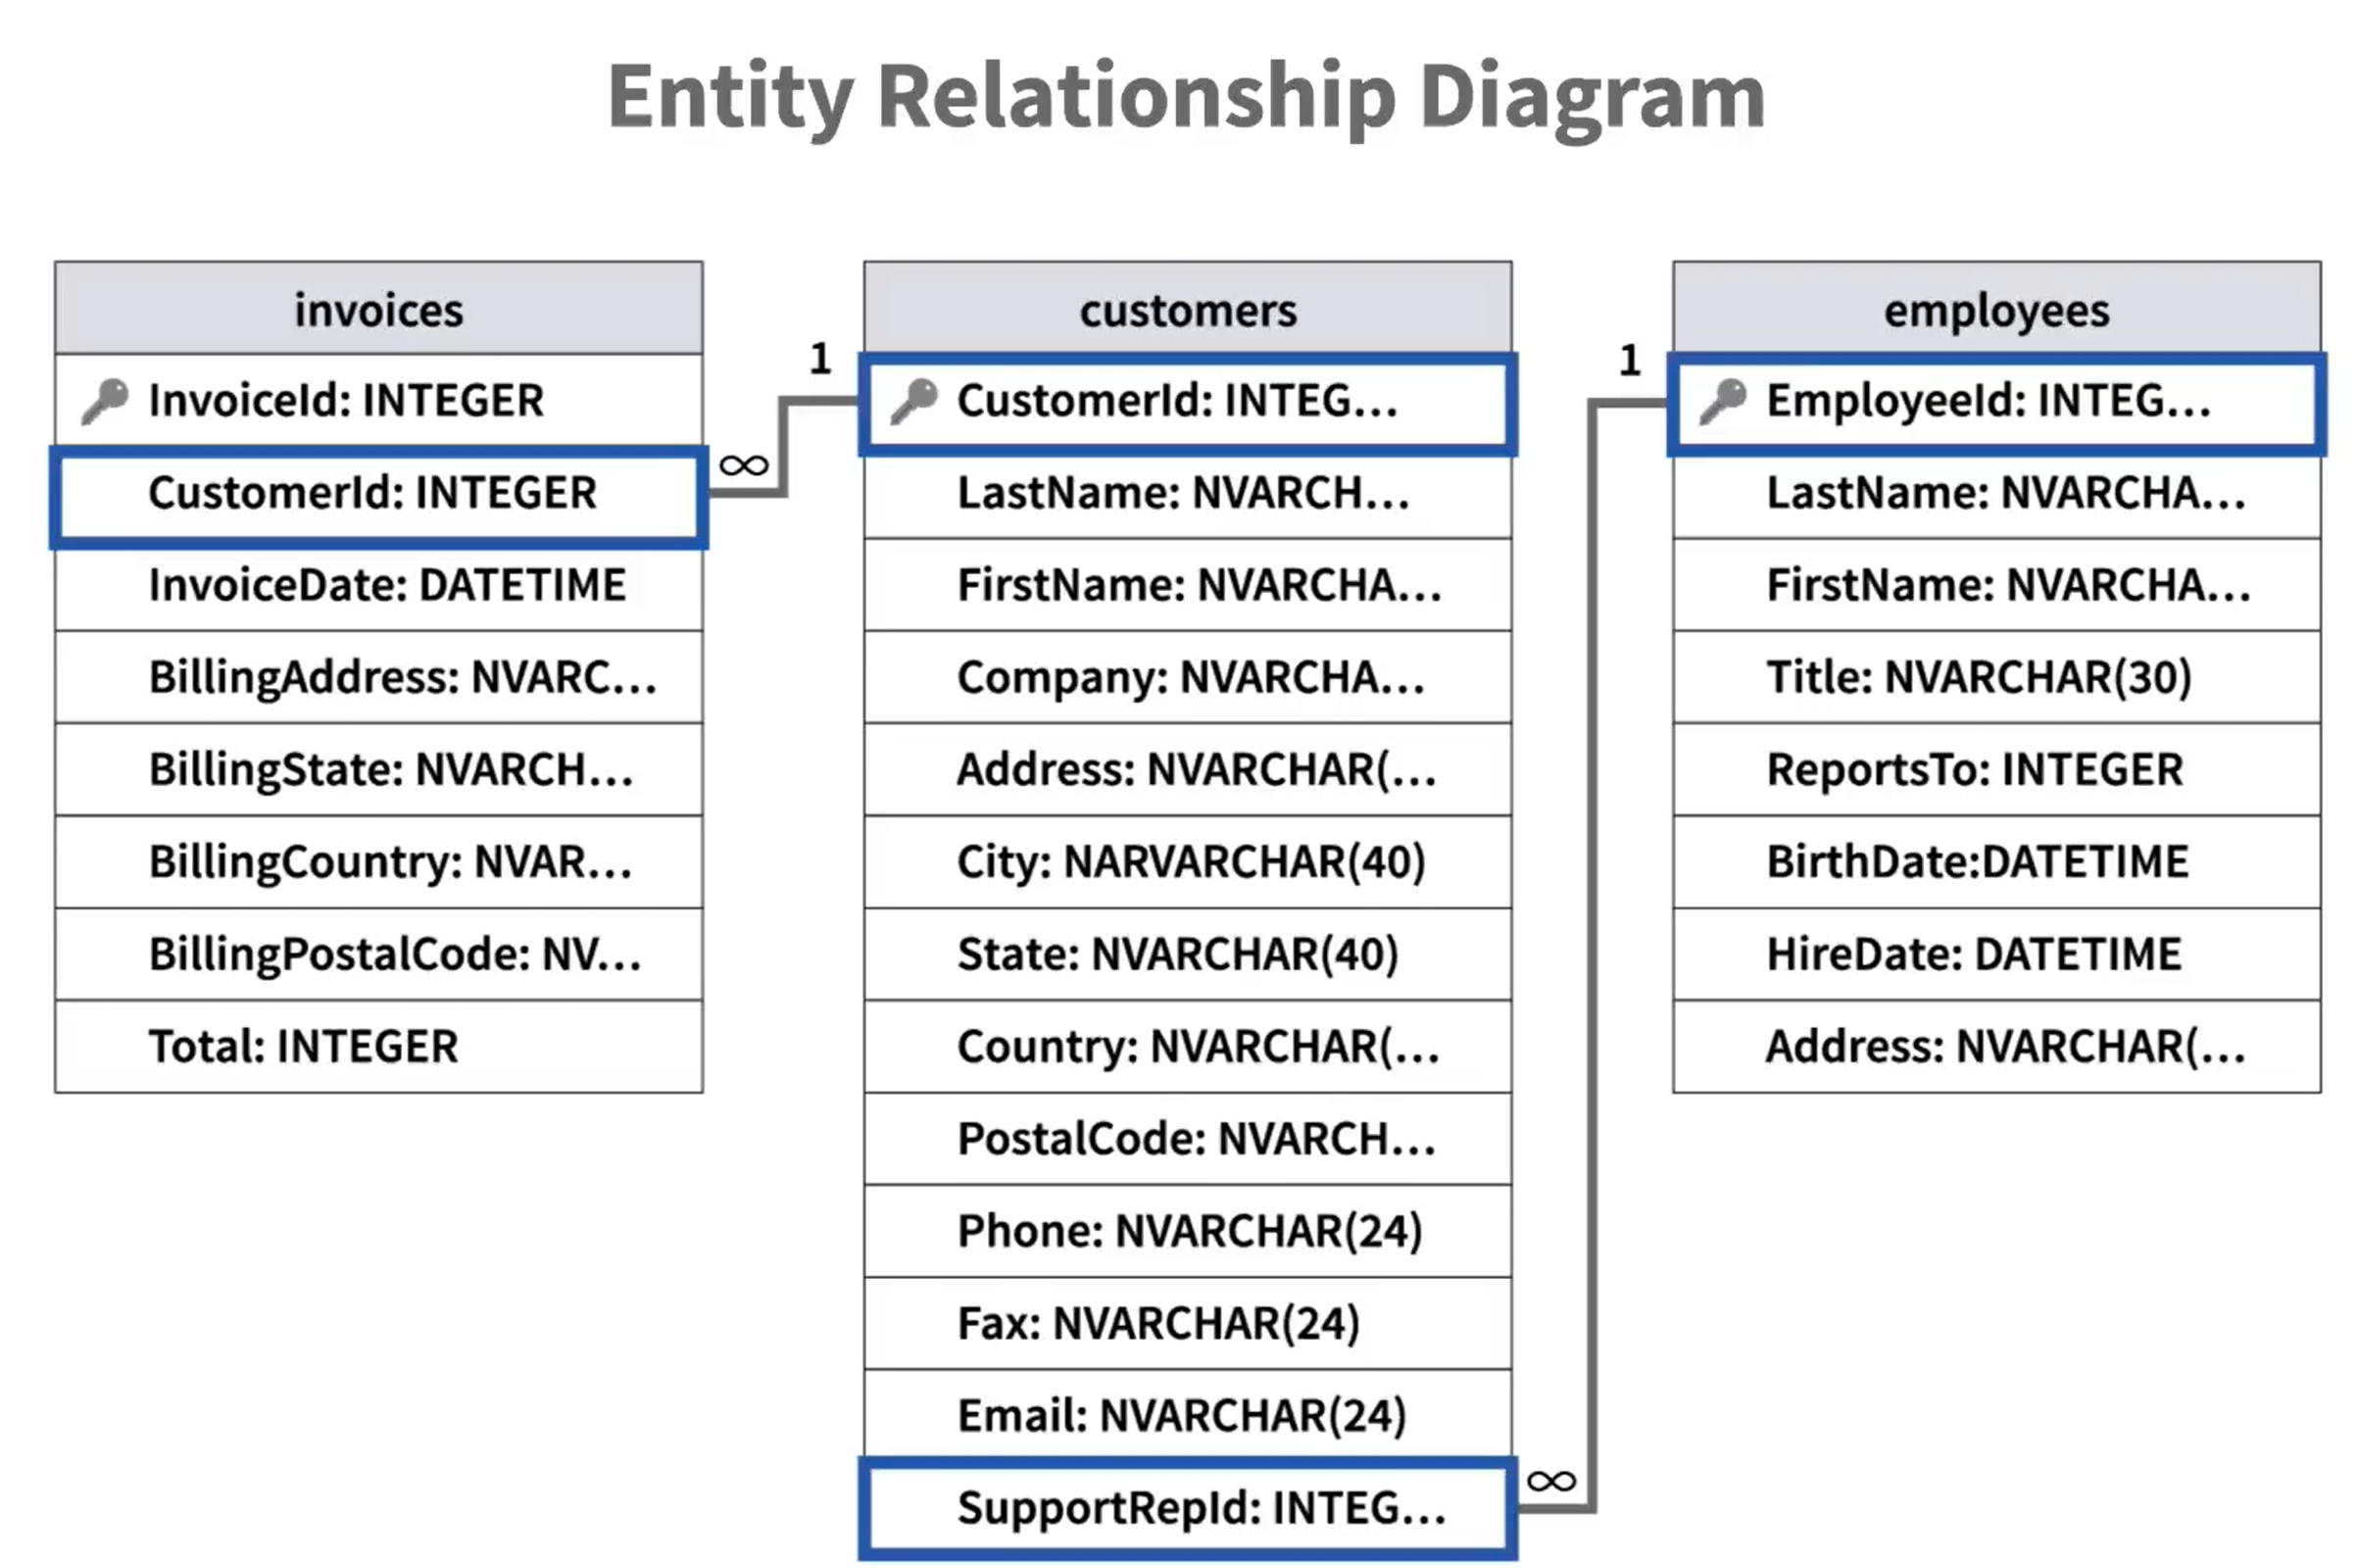 Entity Relationship Diagram
invoices
InvoiceId: INTEGER
CustomerId: INTEGER
InvoiceDate: DATETIME
BillingAddress: NVARC...
BillingState: NVARCH...
BillingCountry: NVAR...
BillingPostalCode: NV...
Total: INTEGER
∞
1
customers
CustomerId: INTEG...
LastName: NVARCH...
FirstName: NVARCHA...
Company: NVARCHA...
Address: NVARCHAR(...
City: NARVARCHAR(40)
State: NVARCHAR(40)
Country: NVARCHAR(...
PostalCode: NVARCH...
Phone: NVARCHAR(24)
Fax: NVARCHAR(24)
Email: NVARCHAR(24)
SupportRepId: INTEG...
∞
1
employees
EmployeeId: INTEG...
LastName: NVARCHA...
FirstName: NVARCHA...
Title: NVARCHAR(30)
ReportsTo: INTEGER
BirthDate:DATETIME
HireDate: DATETIME
Address: NVARCHAR(...